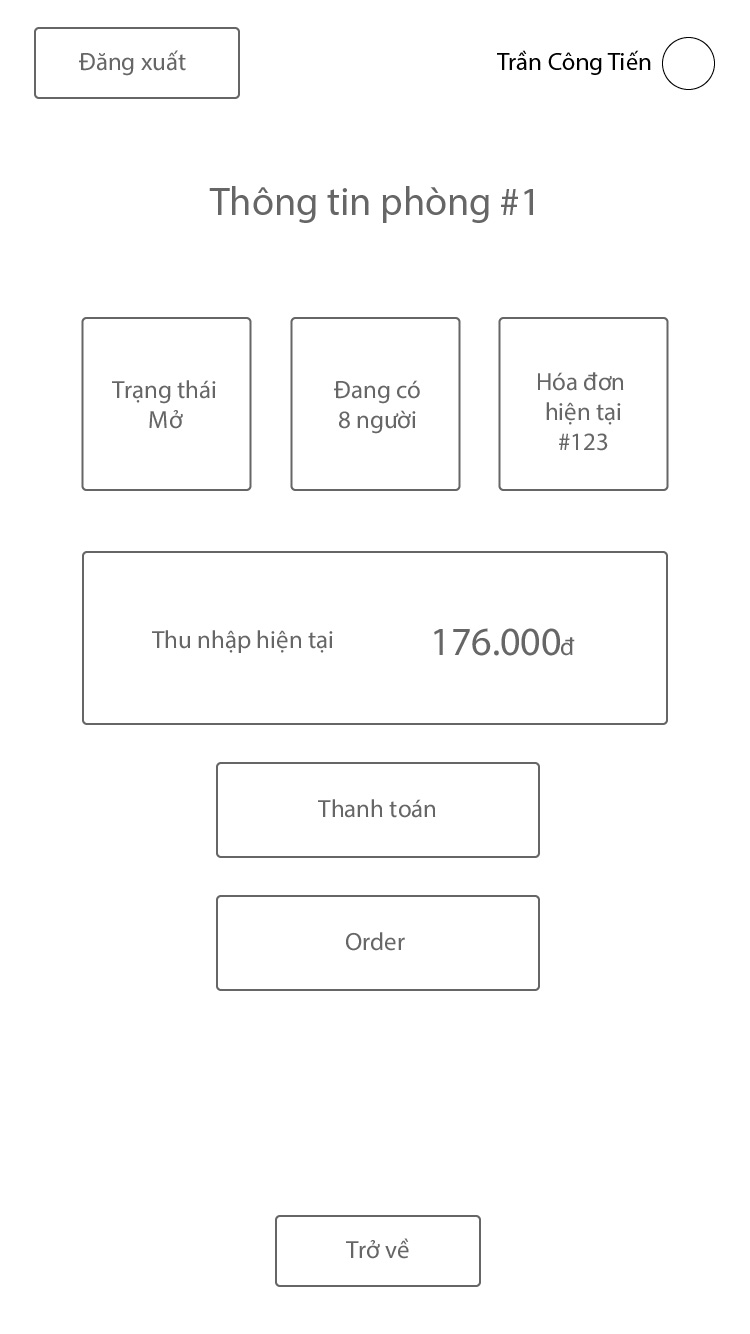 Đăng xuất
Trần Công Tiến
Thông tin phòng #1
Trạng thái
Mở
Đang có
8 người
Hóa đơn
hiện tại
#123
Thu nhập hiện tại
176.000đ
Thanh toán
Order
Trở về